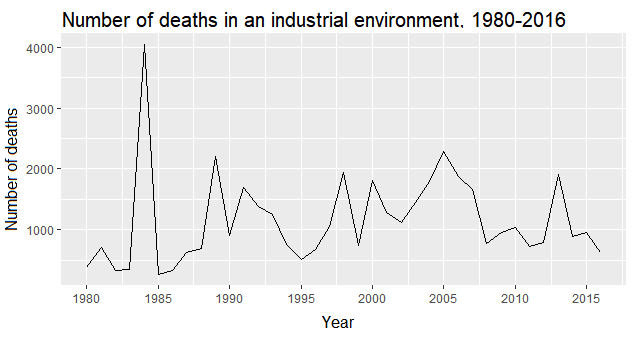 Number of deaths in an industrial environment, 1980-2016
Number of deaths
4000
3000
2000
1000
1980 1985 1990 1995 2000 2005 2010 2015
Year